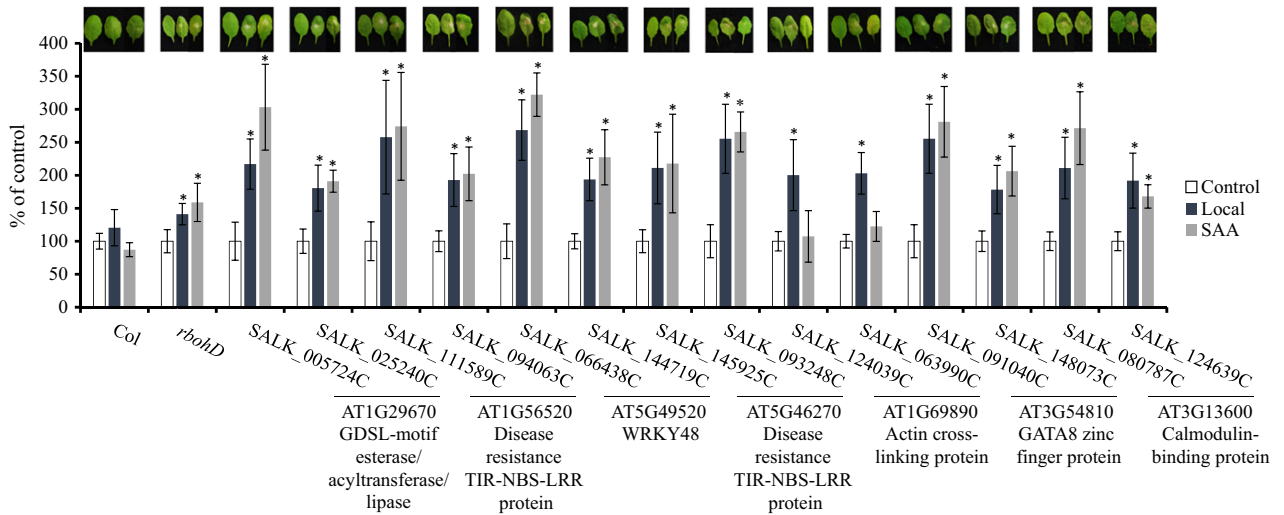 % of control
400
350
300
250
200
150
100
50
0
* * * * * * * * * * * * * * * * * * * * * * * * * * * *
Control
Local
SAA
Col
rbohD
SALK_005724C
SALK_025240C
SALK_111589C
SALK_094063C
SALK_066438C
SALK_144719C
SALK_145925C
SALK_093248C
SALK_124039C
SALK_063990C
SALK_091040C
SALK_148073C
SALK_080787C
SALK_124639C
AT1G29670
GDSL-motif
esterase/
acyltransferase/
lipase
AT1G56520
Disease
resistance
TIR-NBS-LRR
protein
AT5G49520
WRKY48
AT5G46270
Disease
resistance
TIR-NBS-LRR
protein
AT1G69890
Actin cross-
linking protein
AT3G54810
GATA8 zinc
finger protein
AT3G13600
Calmodulin-
binding protein